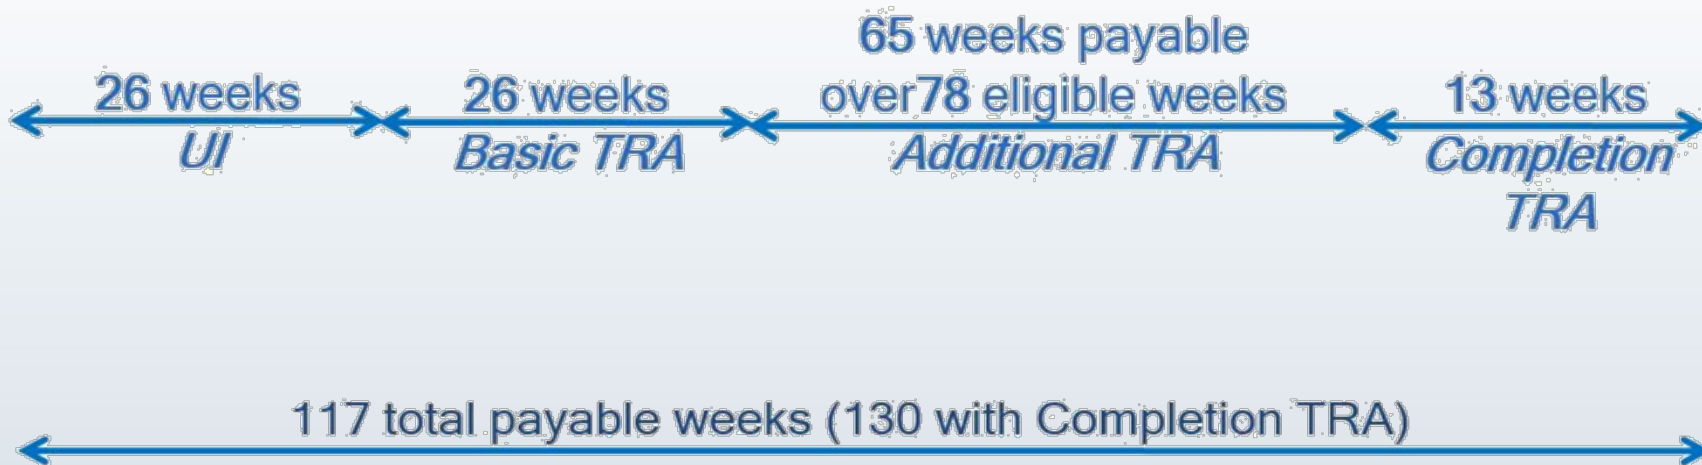 26 weeks
UI
26 weeks
Basic TRA
65 weeks payable
over78 eligible weeks
Additional TRA
13 weeks
Completion
TRA
117 total payable weeks (130 with Completion TRA)